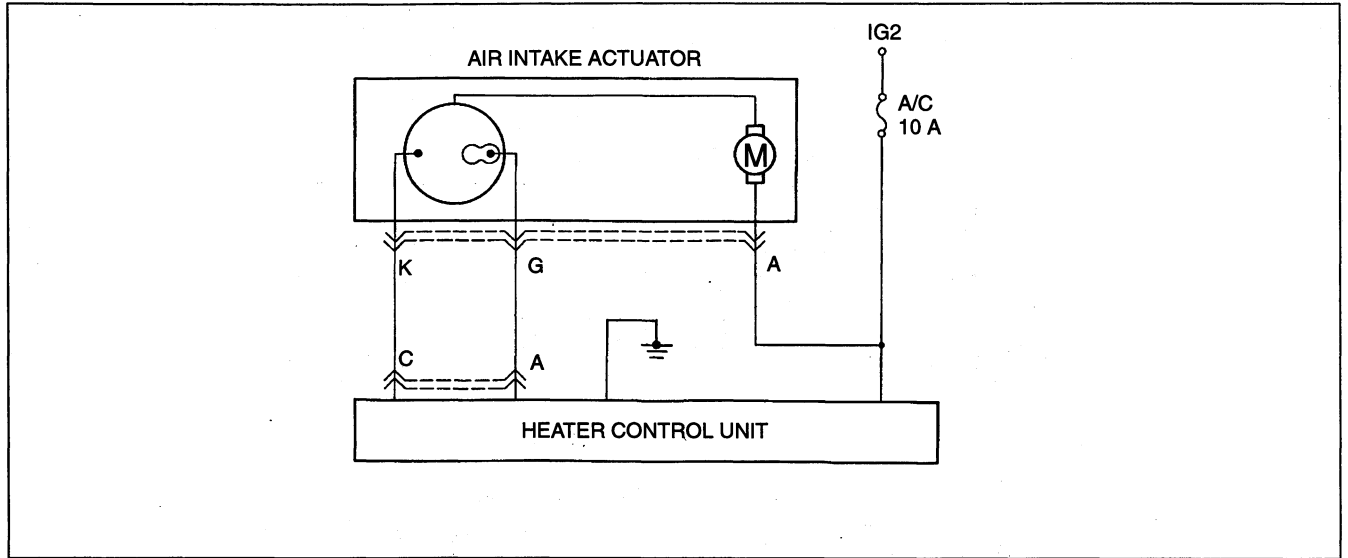 IG2
AIR INTAKE ACTUATOR
A/C
10 A
M
K
G
A
C
A
HEATER CONTROL UNIT